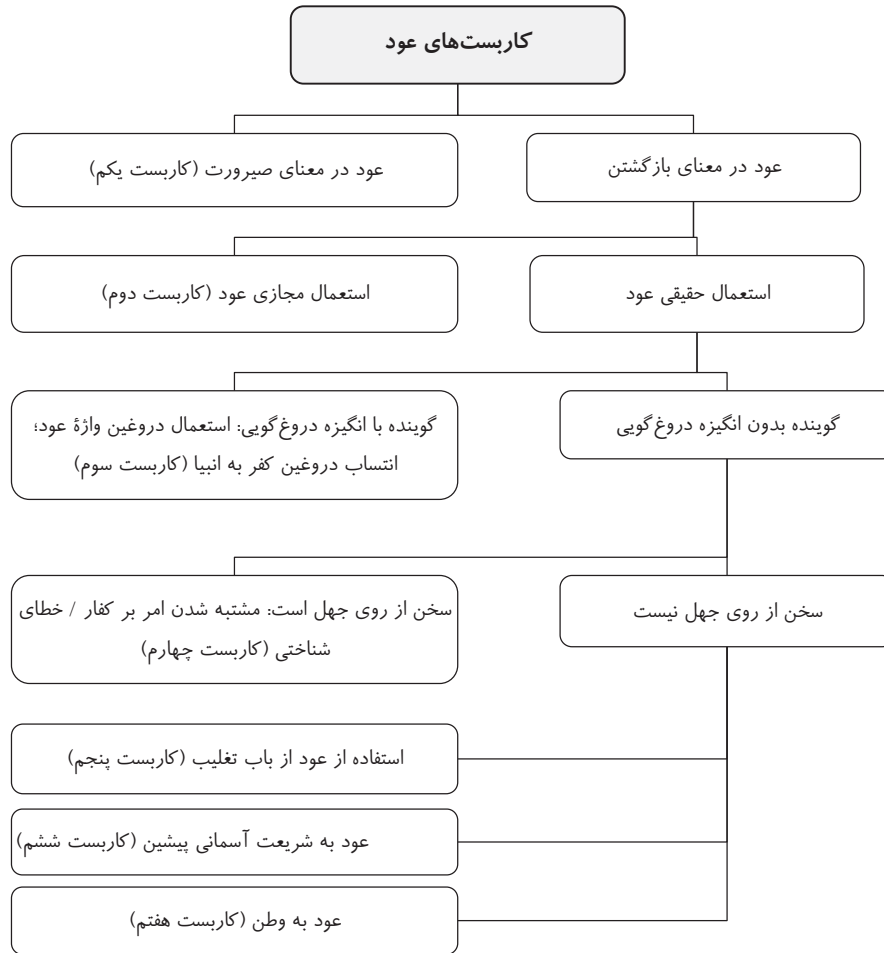 کاربست‌های عود
عود در معنای بازگشتن
عود در معنای صیرورت (کاربست یکم)
استعمال حقیقی عود
استعمال مجازی عود (کاربست دوم)
گوینده بدون انگیزه دروغ‌گویی
گوینده با انگیزه دروغ‌گویی: استعمال دروغین واژۀ عود؛
انتساب دروغین کفر به انبیا (کاربست سوم)
سخن از روی جهل نیست
سخن از روی جهل است: مشتبه شدن امر بر کفار / خطای
شناختی (کاربست چهارم)
استفاده از عود از باب تغلیب (کاربست پنجم)
عود به شریعت آسمانی پیشین (کاربست ششم)
عود به وطن (کاربست هفتم)